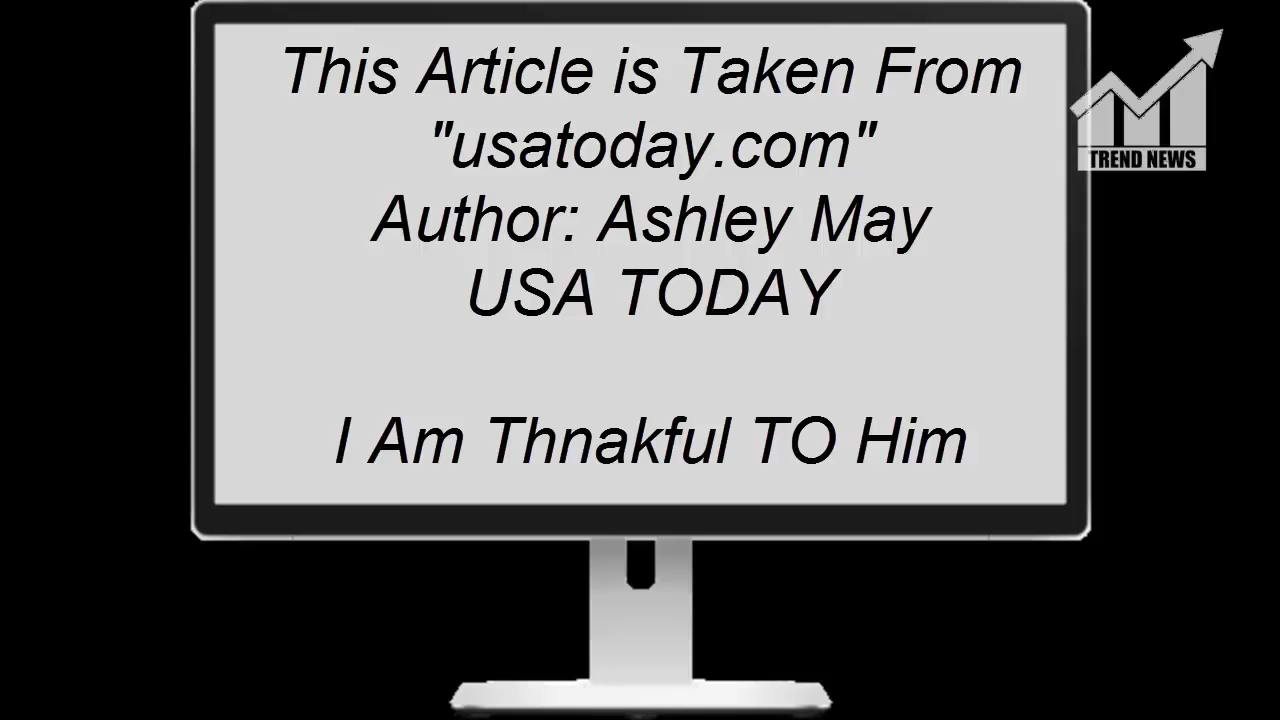 This Article is Taken From
"usatoday.com"
Author: Ashley May
USA TODAY
I Am Thnakful TO Him
TREND NEWS